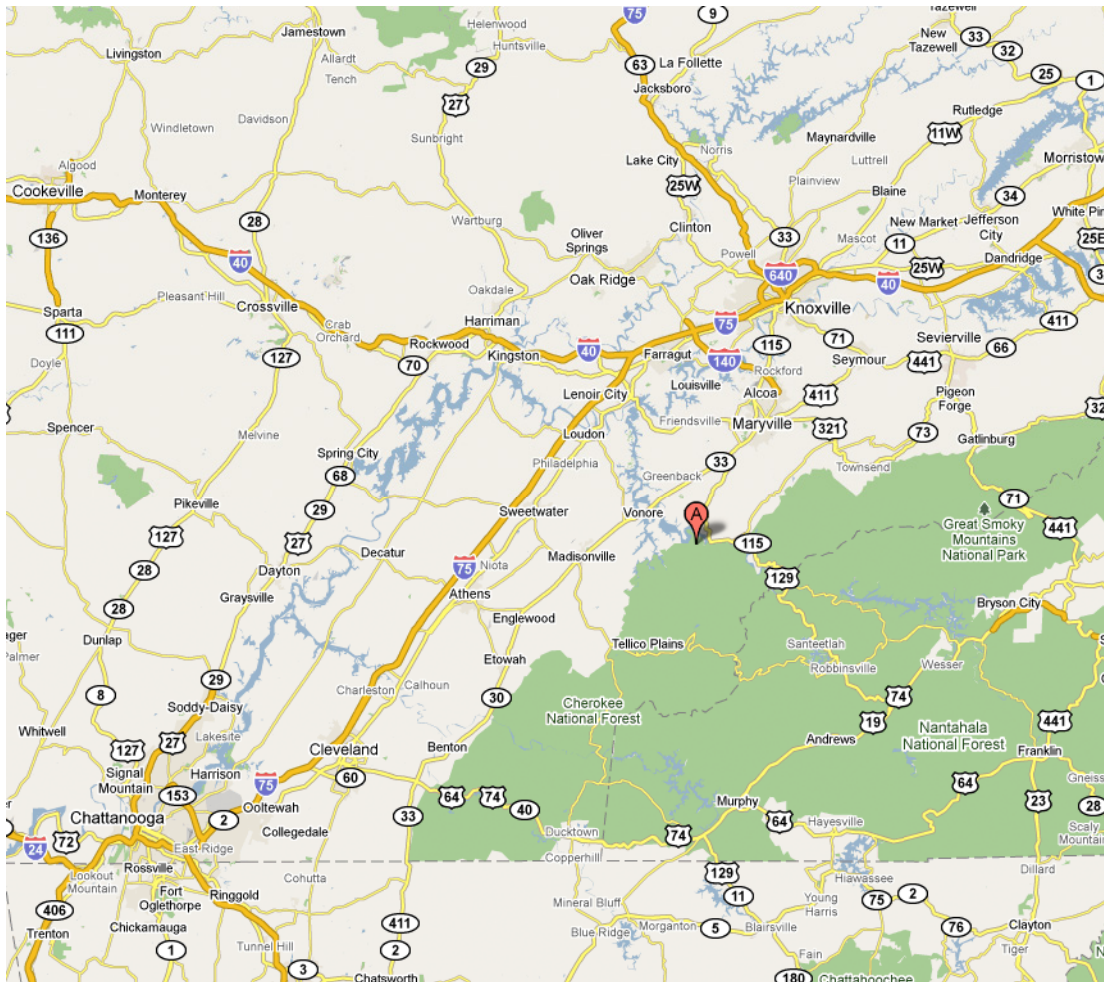 75
9
Helenwood
Tazewell
33
New
Tazewell
32
Jamestown
Huntsville
Livingston
Allardt
Tench
29
63
La Follette
25
1
27
Jacksboro
Rutledge
Windletown
Davidson
Sunbright
Maynardville
11W
Norris
Luttrell
Algood
Lake City
Morristown
Cookeville
Monterey
25W
Plainview
Blaine
34
28
Wartburg
Oliver
Springs
Clinton
33
New Market
Jefferson
City
White Pine
136
Powell
Mascot
11
25E
40
Oak Ridge
640
25W
Dandridge
Pleasant Hill
Oakdale
40
Crossville
Knoxville
Sparta
Harriman
75
411
111
Crab
Orchard
Rockwood
Kingston
40
Farragut
115
71
Sevierville
66
Doyle
127
70
140
Rockford
Seymour
441
Louisville
Alcoa
411
Lenoir City
Pigeon
Forge
Friendsville
Maryville
321
Spencer
Melvine
Loudon
73
Gatlinburg
Spring City
Philadelphia
33
Townsend
68
Greenback
Pikeville
29
Sweetwater
Vonore
A
71
Great Smoky
Mountains
National Park
441
127
27
Decatur
Madisonville
115
28
Dayton
75
Niota
129
Graysville
Athens
Bryson City
28
Englewood
Dunlap
Tellico Plains
Santeetlah
Palmer
Etowah
Robbinsville
Wesser
8
29
Charleston
Calhoun
30
Cherokee
National Forest
74
Soddy-Daisy
19
441
Whitwell
Lakesite
27
Nantahala
National Forest
127
Cleveland
Benton
Andrews
Franklin
Signal
Mountain
Harrison
60
64
153
75
64
74
Murphy
23
28
Chattanooga
2
Ooltewah
33
40
64
Hayesville
Collegedale
Ducktown
74
Scaly
Mountain
24
72
East Ridge
Copperhill
Lookout
Mountain
Rossville
Cohutta
129
Hiawassee
Dillard
Fort
Oglethorpe
Ringgold
Mineral Bluff
11
Young
Harris
75
2
406
411
Chickamauga
Blue Ridge
Morganton
5
Blairsville
76
Clayton
Trenton
Tunnel Hill
1
2
Fain
Tiger
3
Chatsworth
180
Chattahoochee